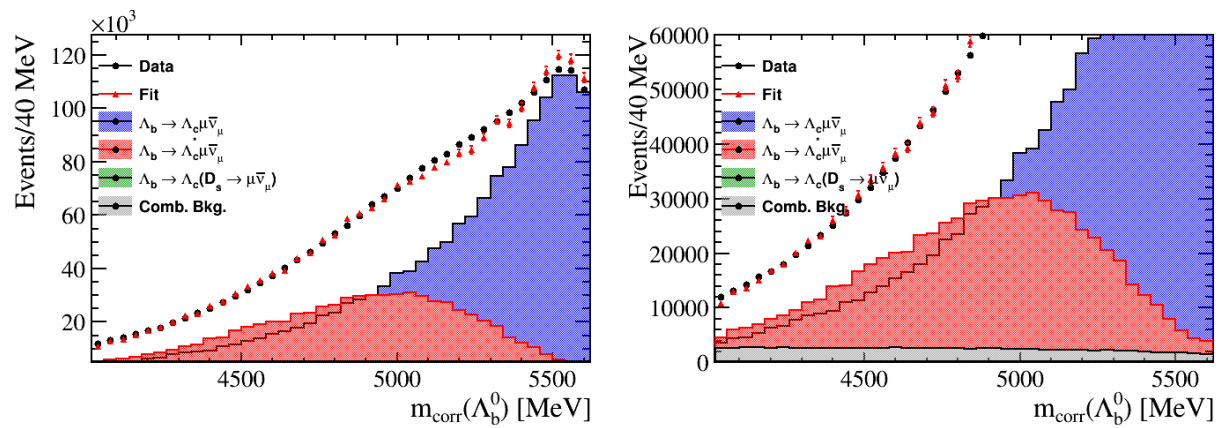 ×10³
Events/40 MeV
120
100
80
60
40
20
Data
Fit
Λb → Λcμν̅μ
Λb → Λc*μν̅μ
Λb → Λc(Ds → μν̅μ)
Comb. Bkg.
4500 5000 5500
mcorr(Λb⁰) [MeV]
Events/40 MeV
60000
50000
40000
30000
20000
10000
0
Data
Fit
Λb → Λcμν̅μ
Λb → Λc*μν̅μ
Λb → Λc(Ds → μν̅μ)
Comb. Bkg.
4500 5000 5500
mcorr(Λb⁰) [MeV]